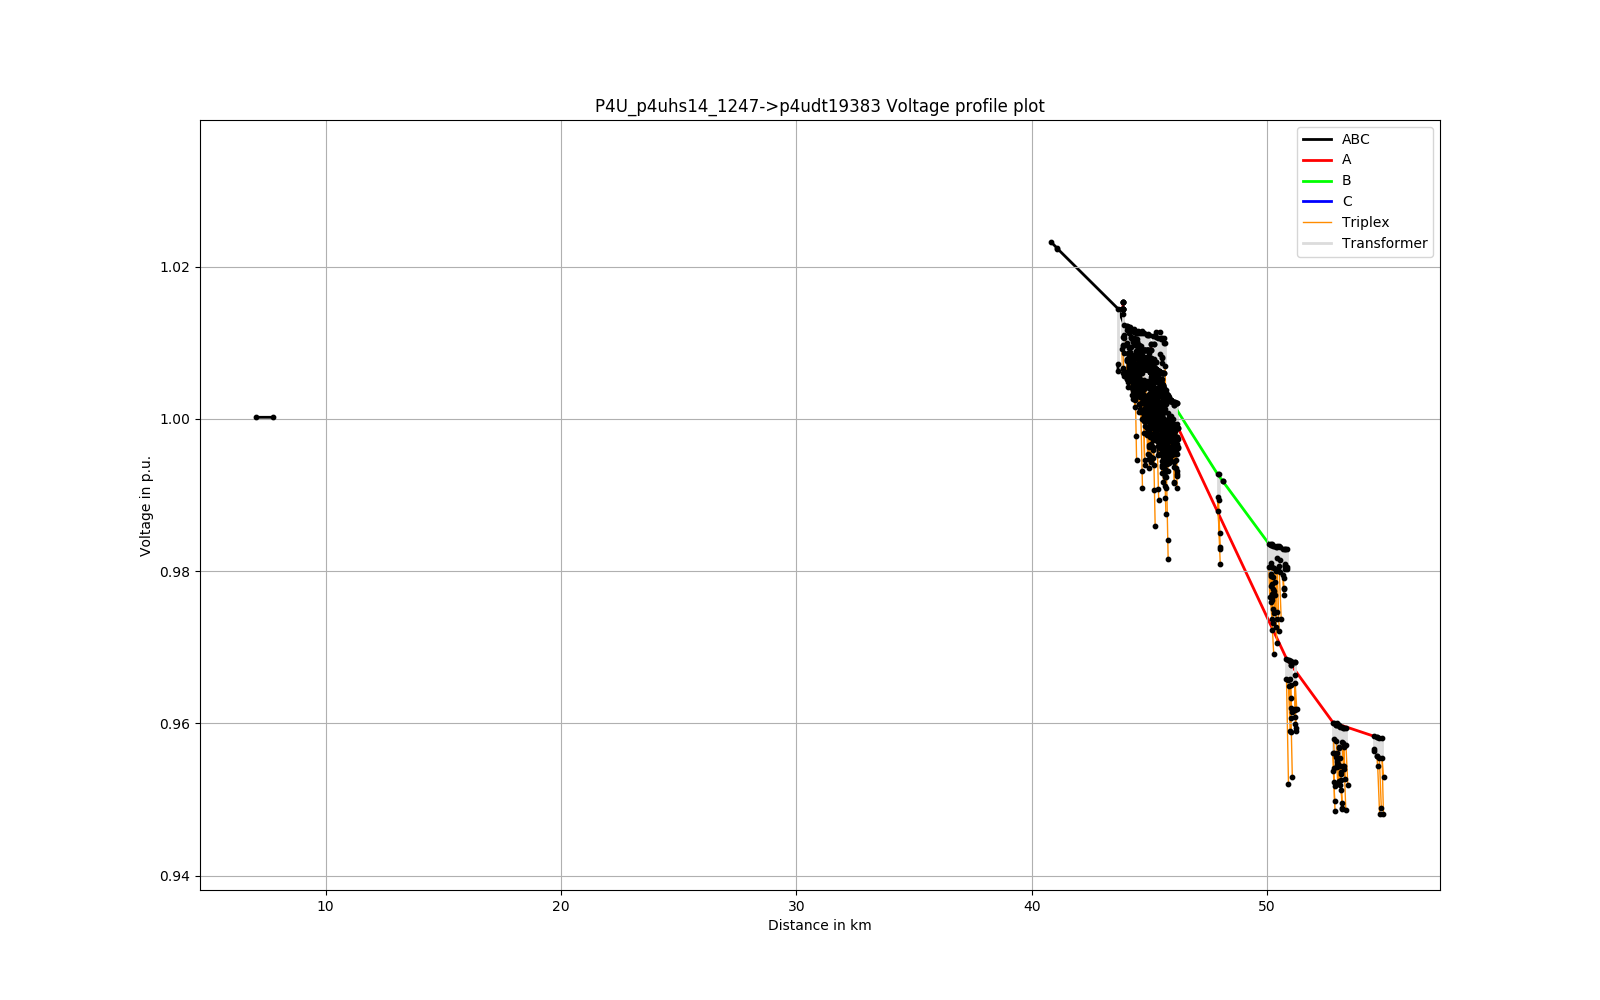 P4U_p4uhs14_1247->p4udt19383 Voltage profile plot
ABC
A
B
C
Triplex
Transformer
Voltage in p.u.
1.02
1.00
0.98
0.96
0.94
10
20
30
40
50
Distance in km